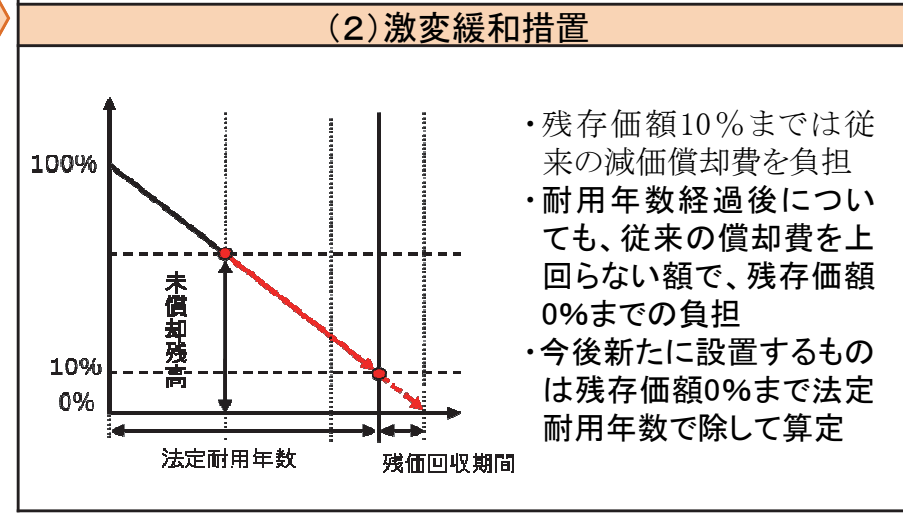 (2)激変緩和措置
100%
10%
0%
未償却残高
法定耐用年数
残価回収期間
・残存価額10%までは従
来の減価償却費を負担
・耐用年数経過後につい
ても、従来の償却費を上
回らない額で、残存価額
0%までの負担
・今後新たに設置するもの
は残存価額0%まで法定
耐用年数で除して算定